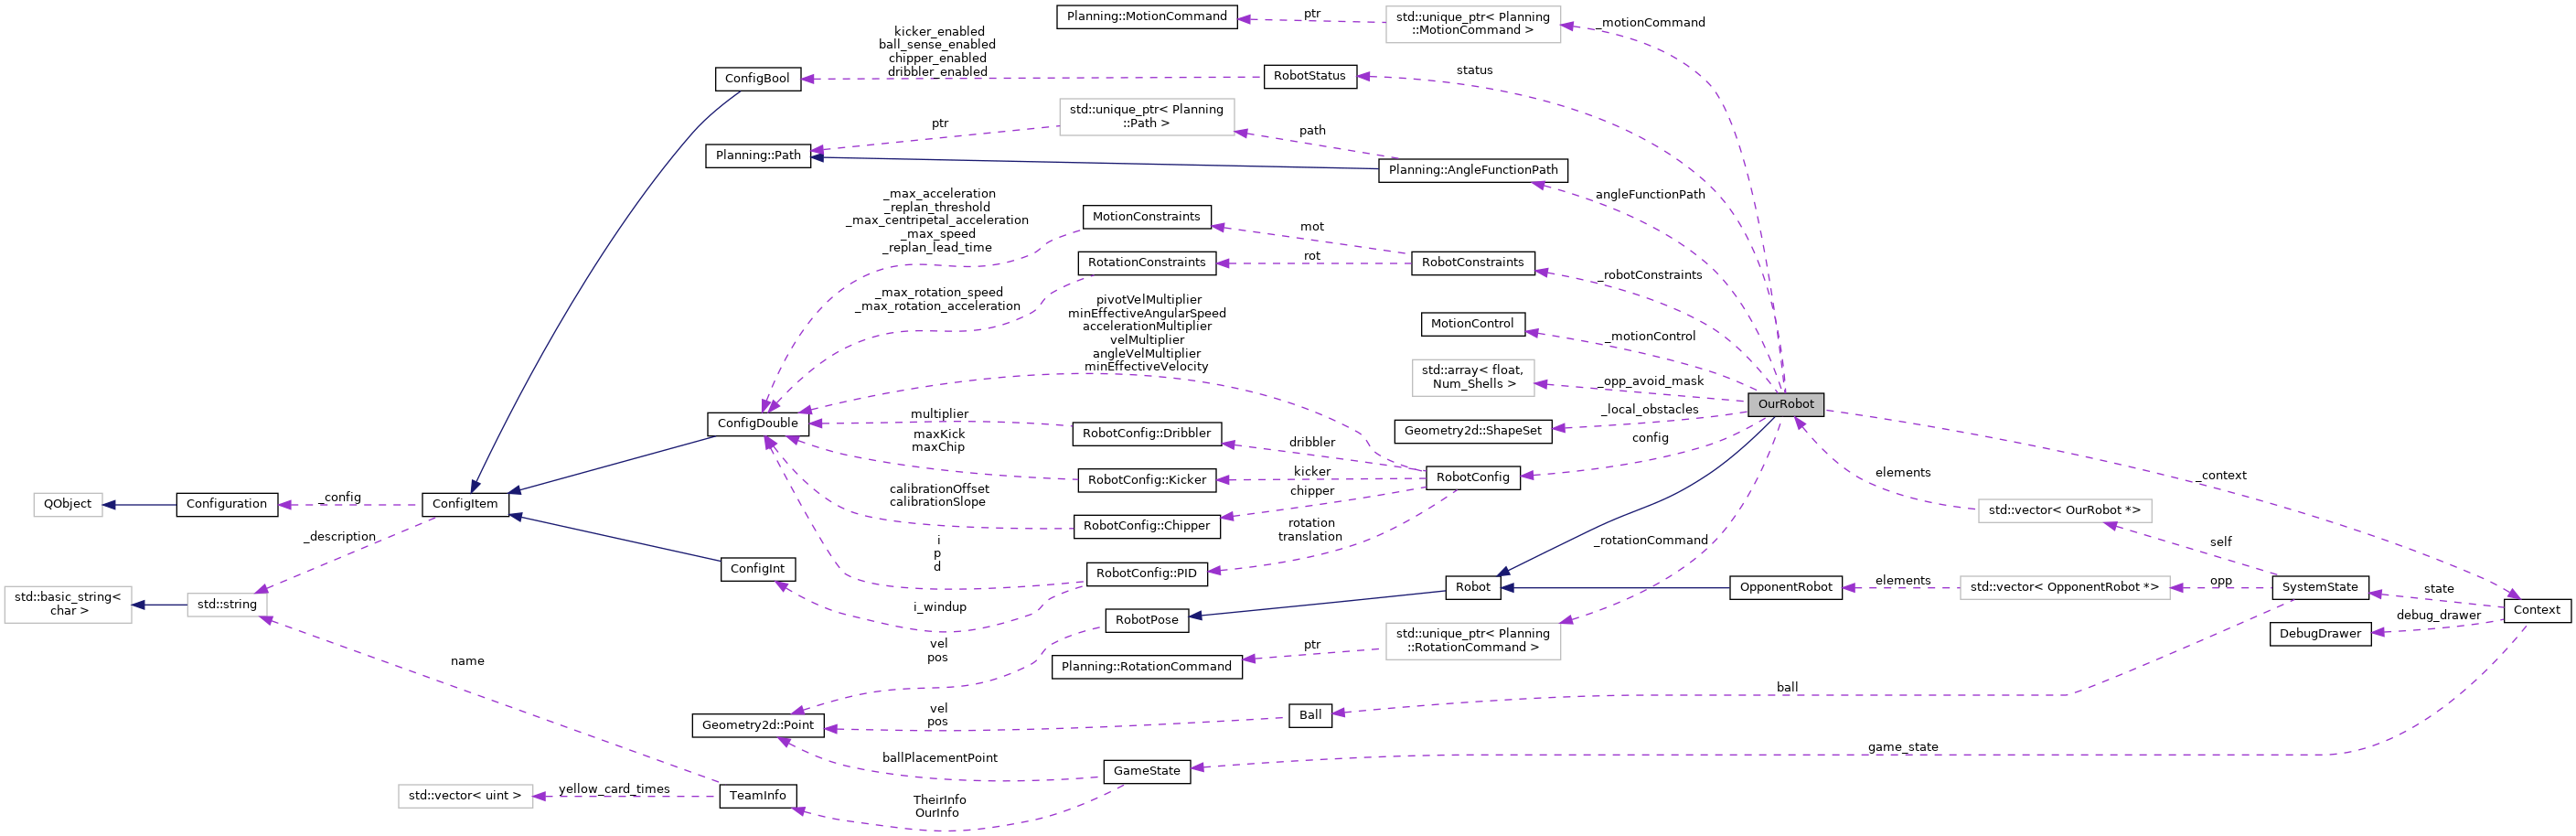 Planning::MotionCommand
ptr
std::unique_ptr< Planning
::MotionCommand >
_motionCommand
kicker_enabled
ball_sense_enabled
chipper_enabled
dribbler_enabled
ConfigBool
RobotStatus
status
std::unique_ptr< Planning
::Path >
ptr
path
Planning::Path
Planning::AngleFunctionPath
angleFunctionPath
_max_acceleration
_replan_threshold
_max_centripetal_acceleration
_max_speed
_replan_lead_time
MotionConstraints
mot
RotationConstraints
rot
RobotConstraints
_robotConstraints
_max_rotation_speed
_max_rotation_acceleration
pivotVelMultiplier
minEffectiveAngularSpeed
accelerationMultiplier
velMultiplier
angleVelMultiplier
minEffectiveVelocity
MotionControl
_motionControl
std::array< float,
Num_Shells >
_opp_avoid_mask
OurRobot
_local_obstacles
Geometry2d::ShapeSet
config
ConfigDouble
multiplier
RobotConfig::Dribbler
dribbler
maxKick
maxChip
RobotConfig::Kicker
kicker
RobotConfig
_context
elements
std::vector< OurRobot *>
self
QObject
Configuration
_config
ConfigItem
calibrationOffset
calibrationSlope
RobotConfig::Chipper
chipper
rotation
translation
_description
i
p
d
_rotationCommand
ConfigInt
RobotConfig::PID
i_windup
Robot
OpponentRobot
elements
std::vector< OpponentRobot *>
opp
SystemState
state
Context
debug_drawer
DebugDrawer
std::basic_string<
char >
std::string
RobotPose
std::unique_ptr< Planning
::RotationCommand >
ptr
Planning::RotationCommand
name
vel
pos
ball
Geometry2d::Point
vel
pos
Ball
ballPlacementPoint
GameState
game_state
std::vector< uint >
yellow_card_times
TeamInfo
TheirInfo
OurInfo